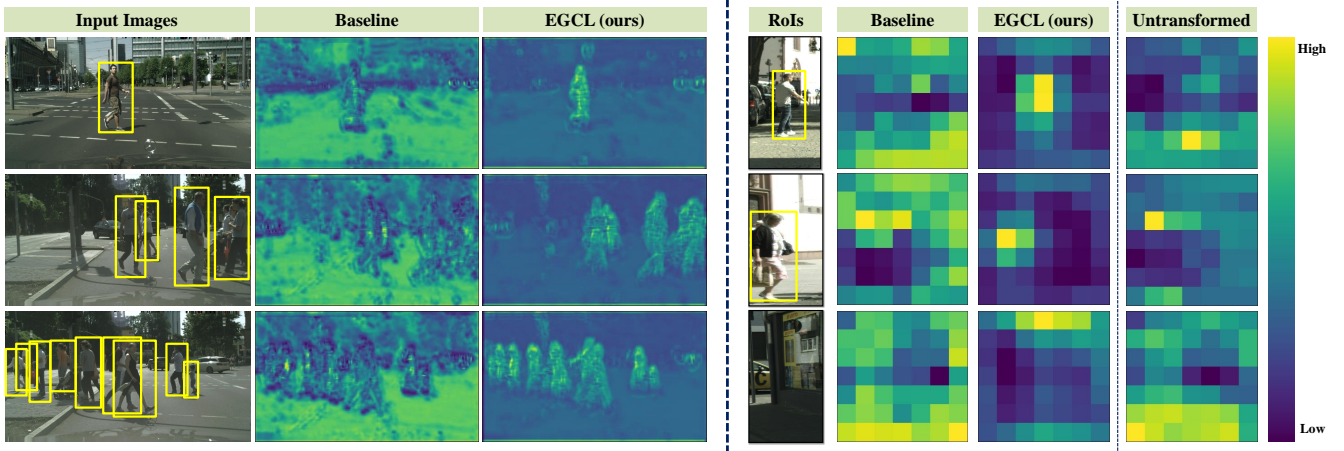 Input Images
Baseline
EGCL (ours)
RoIs
Baseline
EGCL (ours)
Untransformed
High
Low